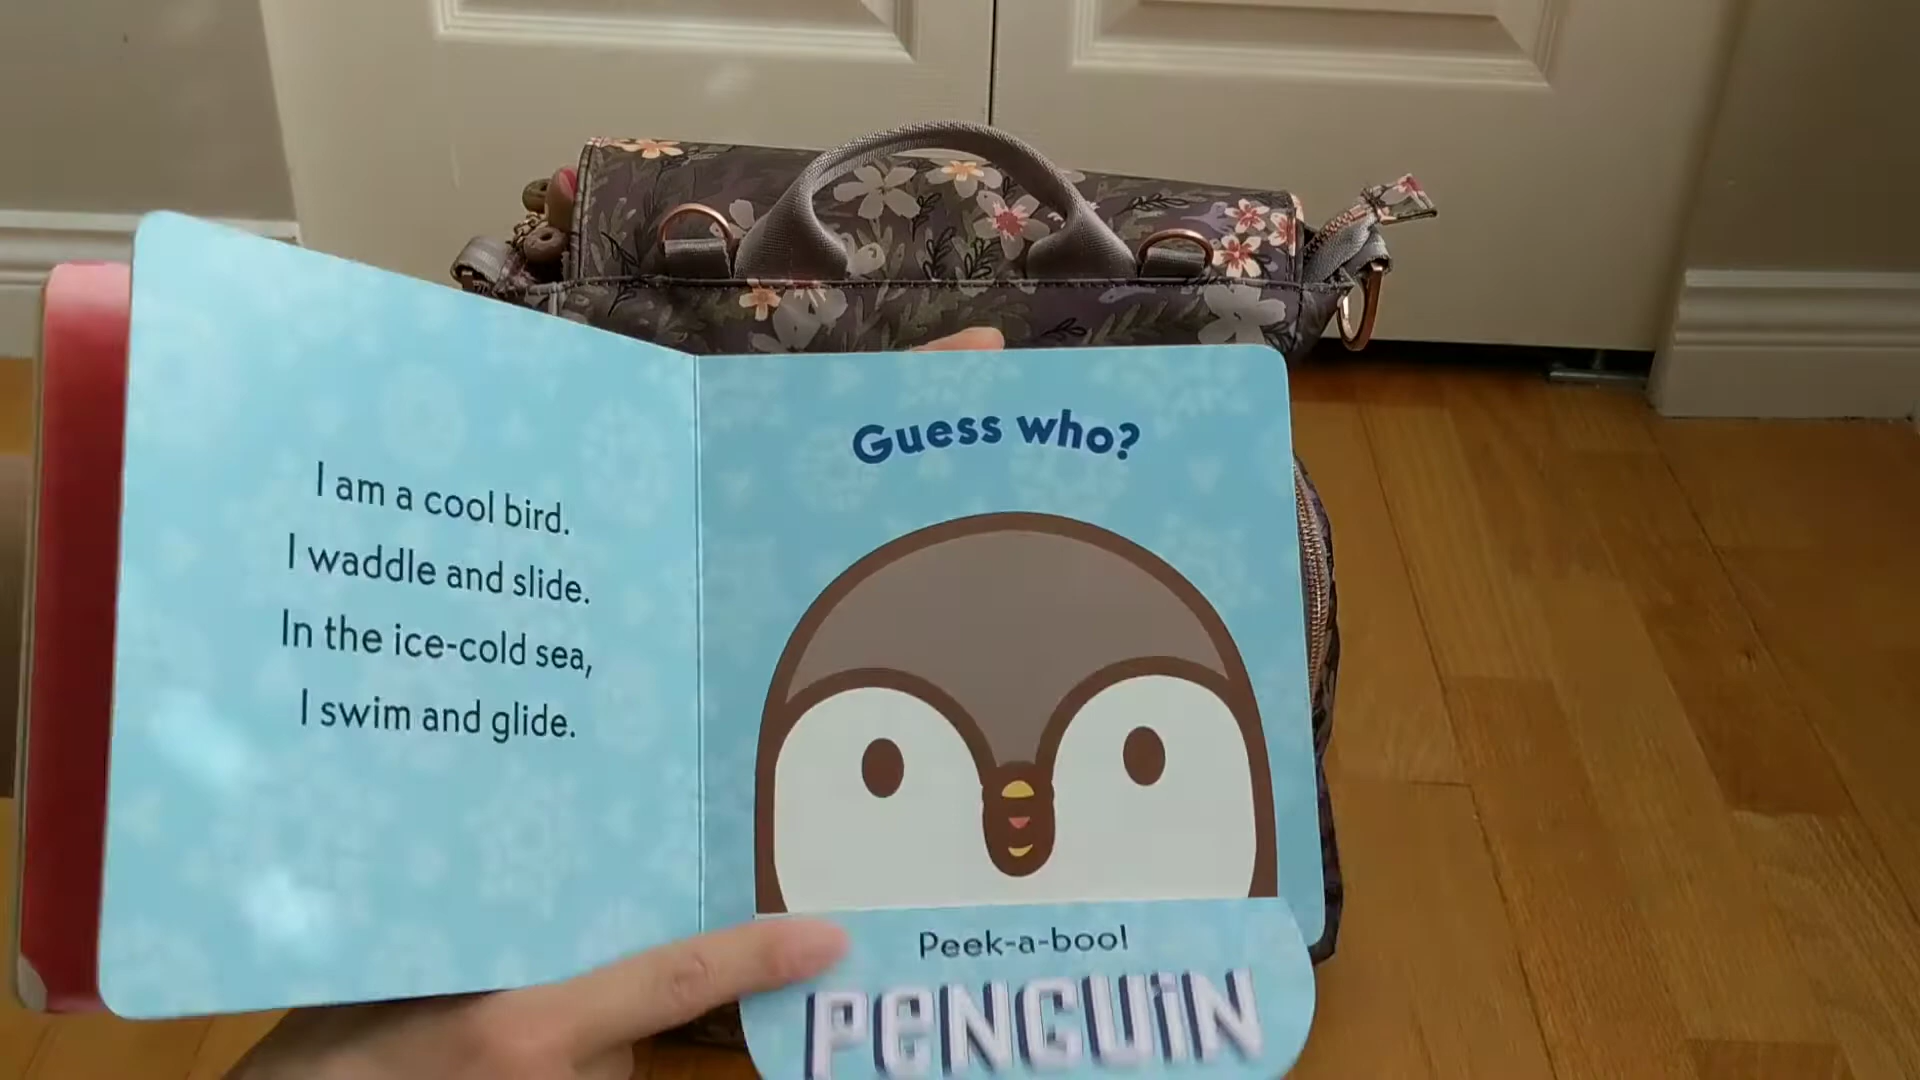 I am a cool bird.
I waddle and slide.
In the ice-cold sea,
I swim and glide.
Guess who?
Peek-a-boo!
PeNGUiN